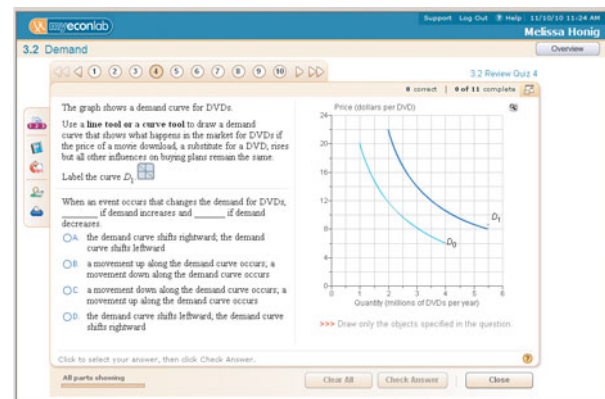 Support Log Out ? Help 11/10/10 11:24 AM
myeconlab
Melissa Honig
3.2 Demand
Overview
1 2 3 4 5 6 7 8 9 10
3.2 Review Quiz 4
0 correct | 0 of 11 complete
The graph shows a demand curve for DVDs.
Use a line tool or a curve tool to draw a demand
curve that shows what happens in the market for DVDs if
the price of a movie download, a substitute for a DVD, rises
but all other influences on buying plans remain the same.
Label the curve D₁
When an event occurs that changes the demand for DVDs,
______ if demand increases and ______ if demand
decreases.
A. the demand curve shifts rightward; the demand
curve shifts leftward
B. a movement up along the demand curve occurs; a
movement down along the demand curve occurs
C. a movement down along the demand curve occurs; a
movement up along the demand curve occurs
D. the demand curve shifts leftward; the demand curve
shifts rightward
Price (dollars per DVD)
24
20
16
12
8
4
0
D₁
D₀
0 1 2 3 4 5 6
Quantity (millions of DVDs per year)
>>> Draw only the objects specified in the question.
Click to select your answer, then click Check Answer.
?
All parts showing
Clear All
Check Answer
Close